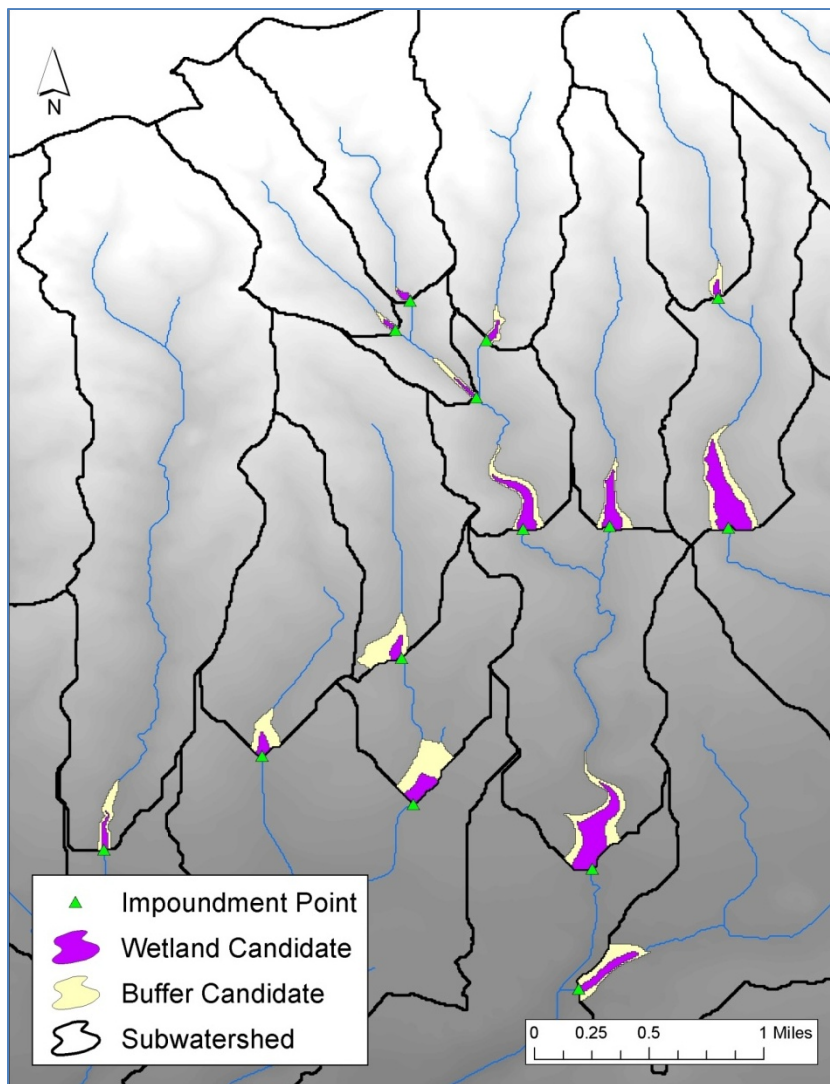 N
Impoundment Point
Wetland Candidate
Buffer Candidate
Subwatershed
0 0.25 0.5 1 Miles